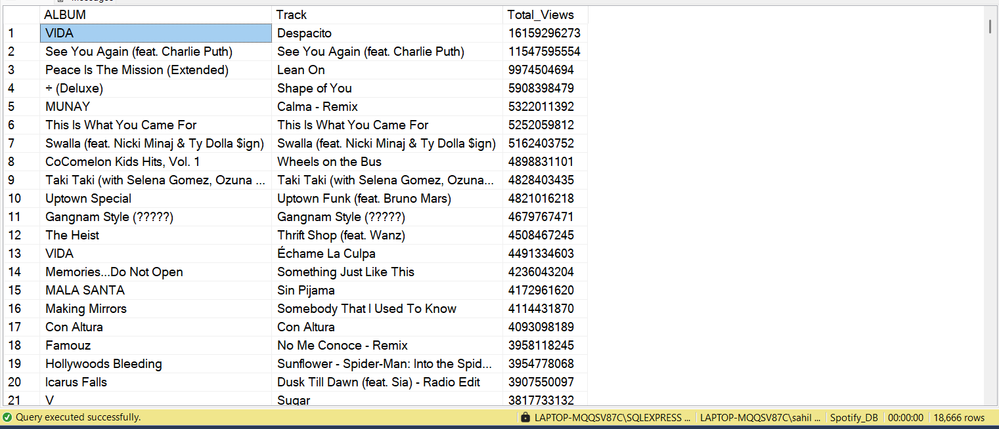 Messages
ALBUM Track Total_Views
1 VIDA Despacito 16159296273
2 See You Again (feat. Charlie Puth) See You Again (feat. Charlie Puth) 11547595554
3 Peace Is The Mission (Extended) Lean On 9974504694
4 ÷ (Deluxe) Shape of You 5908398479
5 MUNAY Calma - Remix 5322011392
6 This Is What You Came For This Is What You Came For 5252059812
7 Swalla (feat. Nicki Minaj & Ty Dolla $ign) Swalla (feat. Nicki Minaj & Ty Dolla $ign) 5162403752
8 CoComelon Kids Hits, Vol. 1 Wheels on the Bus 4898831101
9 Taki Taki (with Selena Gomez, Ozuna ... Taki Taki (with Selena Gomez, Ozuna... 4828403435
10 Uptown Special Uptown Funk (feat. Bruno Mars) 4821016218
11 Gangnam Style (?????) Gangnam Style (?????) 4679767471
12 The Heist Thrift Shop (feat. Wanz) 4508467245
13 VIDA Échame La Culpa 4491334603
14 Memories...Do Not Open Something Just Like This 4236043204
15 MALA SANTA Sin Pijama 4172961620
16 Making Mirrors Somebody That I Used To Know 4114431870
17 Con Altura Con Altura 4093098189
18 Famouz No Me Conoce - Remix 3958118245
19 Hollywoods Bleeding Sunflower - Spider-Man: Into the Spid... 3954778068
20 Icarus Falls Dusk Till Dawn (feat. Sia) - Radio Edit 3907550097
21 V Sugar 3817733132
Query executed successfully. LAPTOP-MQQSV87C\SQLEXPRESS ... LAPTOP-MQQSV87C\sahil ... Spotify_DB 00:00:00 18,666 rows